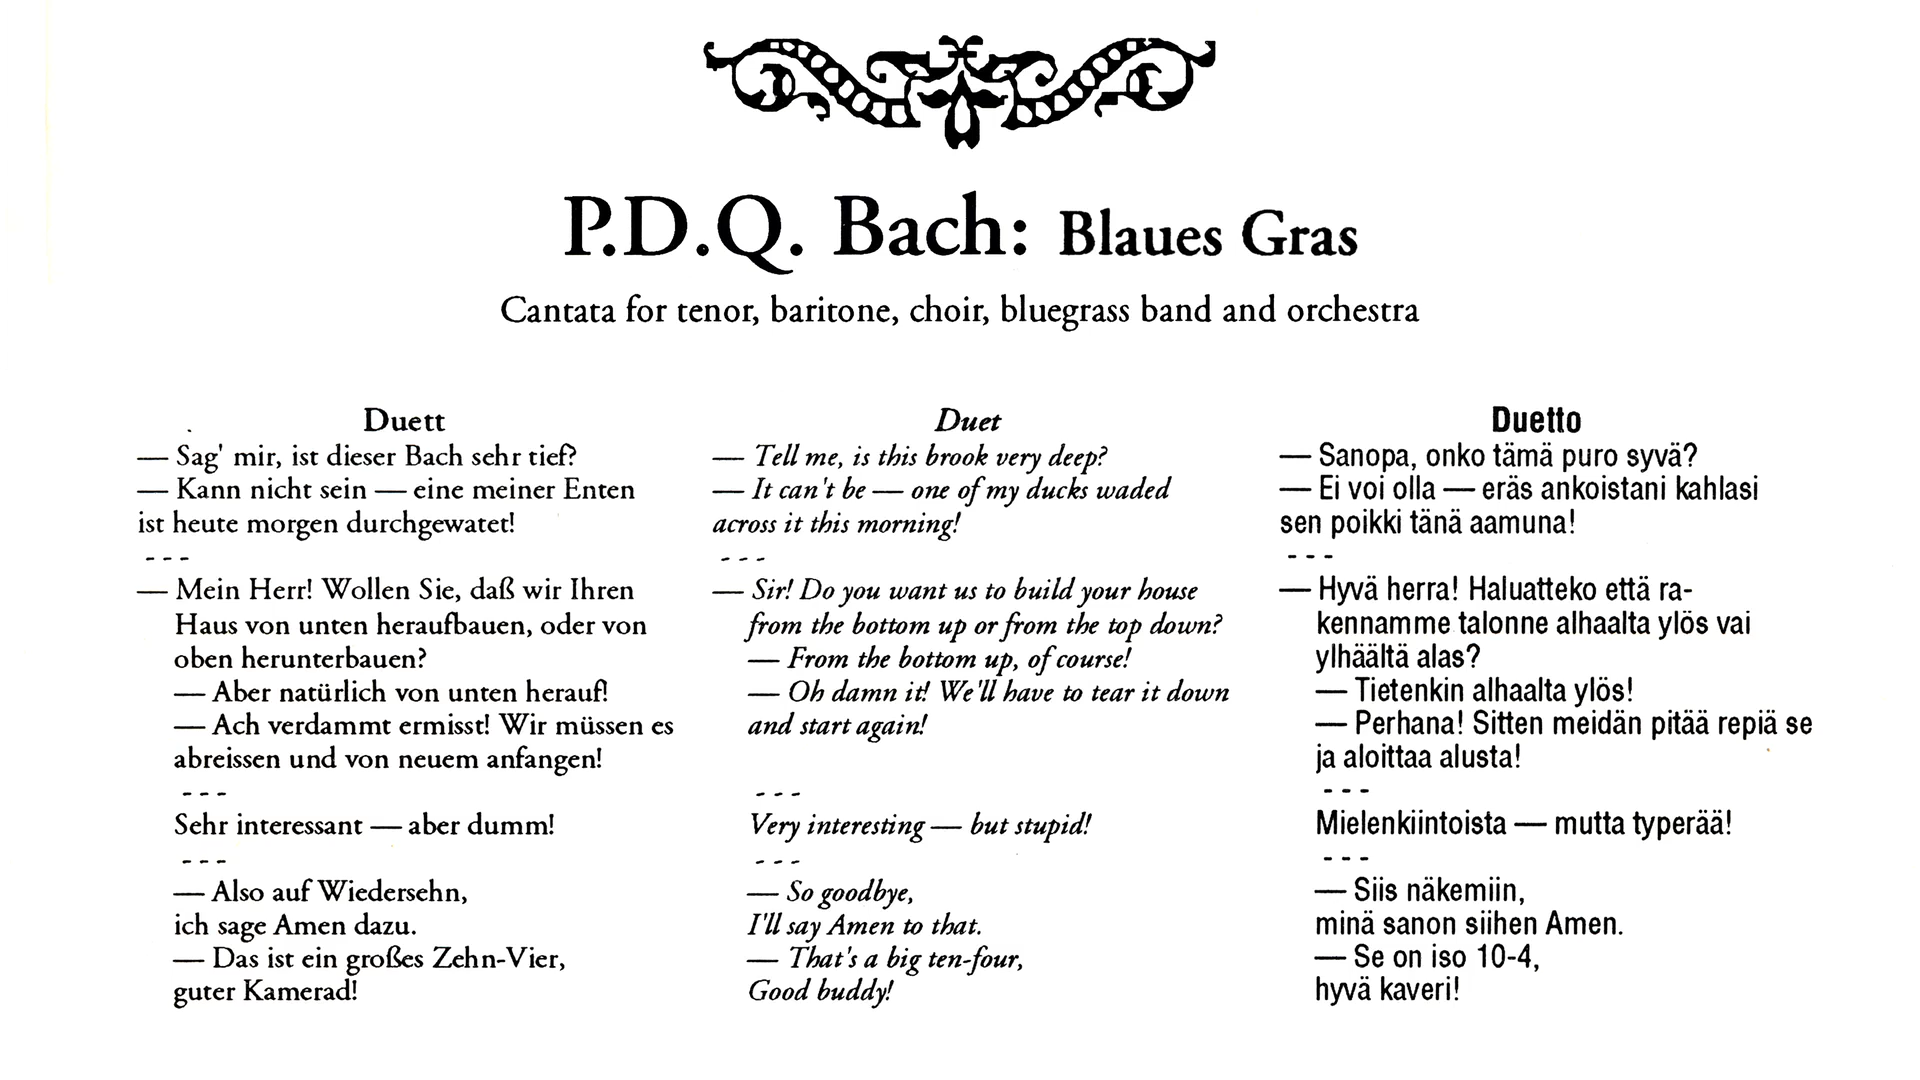 P.D.Q. Bach: Blaues Gras
Cantata for tenor, baritone, choir, bluegrass band and orchestra
Duett
— Sag' mir, ist dieser Bach sehr tief?
— Kann nicht sein — eine meiner Enten
ist heute morgen durchgewatet!
- - -
— Mein Herr! Wollen Sie, daß wir Ihren
Haus von unten heraufbauen, oder von
oben herunterbauen?
— Aber natürlich von unten herauf!
— Ach verdammt ermisst! Wir müssen es
abreissen und von neuem anfangen!
- - -
Sehr interessant — aber dumm!
- - -
— Also auf Wiedersehn,
ich sage Amen dazu.
— Das ist ein großes Zehn-Vier,
guter Kamerad!
Duet
— Tell me, is this brook very deep?
— It can't be — one of my ducks waded
across it this morning!
- - -
— Sir! Do you want us to build your house
from the bottom up or from the top down?
— From the bottom up, of course!
— Oh damn it! We'll have to tear it down
and start again!
- - -
Very interesting — but stupid!
- - -
— So goodbye,
I'll say Amen to that.
— That's a big ten-four,
Good buddy!
Duetto
— Sanopa, onko tämä puro syvä?
— Ei voi olla — eräs ankoistani kahlasi
sen poikki tänä aamuna!
- - -
— Hyvä herra! Haluatteko että ra-
kennamme talonne alhaalta ylös vai
ylhäältä alas?
— Tietenkin alhaalta ylös!
— Perhana! Sitten meidän pitää repiä se
ja aloittaa alusta!
- - -
Mielenkiintoista — mutta typerää!
- - -
— Siis näkemiin,
minä sanon siihen Amen.
— Se on iso 10-4,
hyvä kaveri!